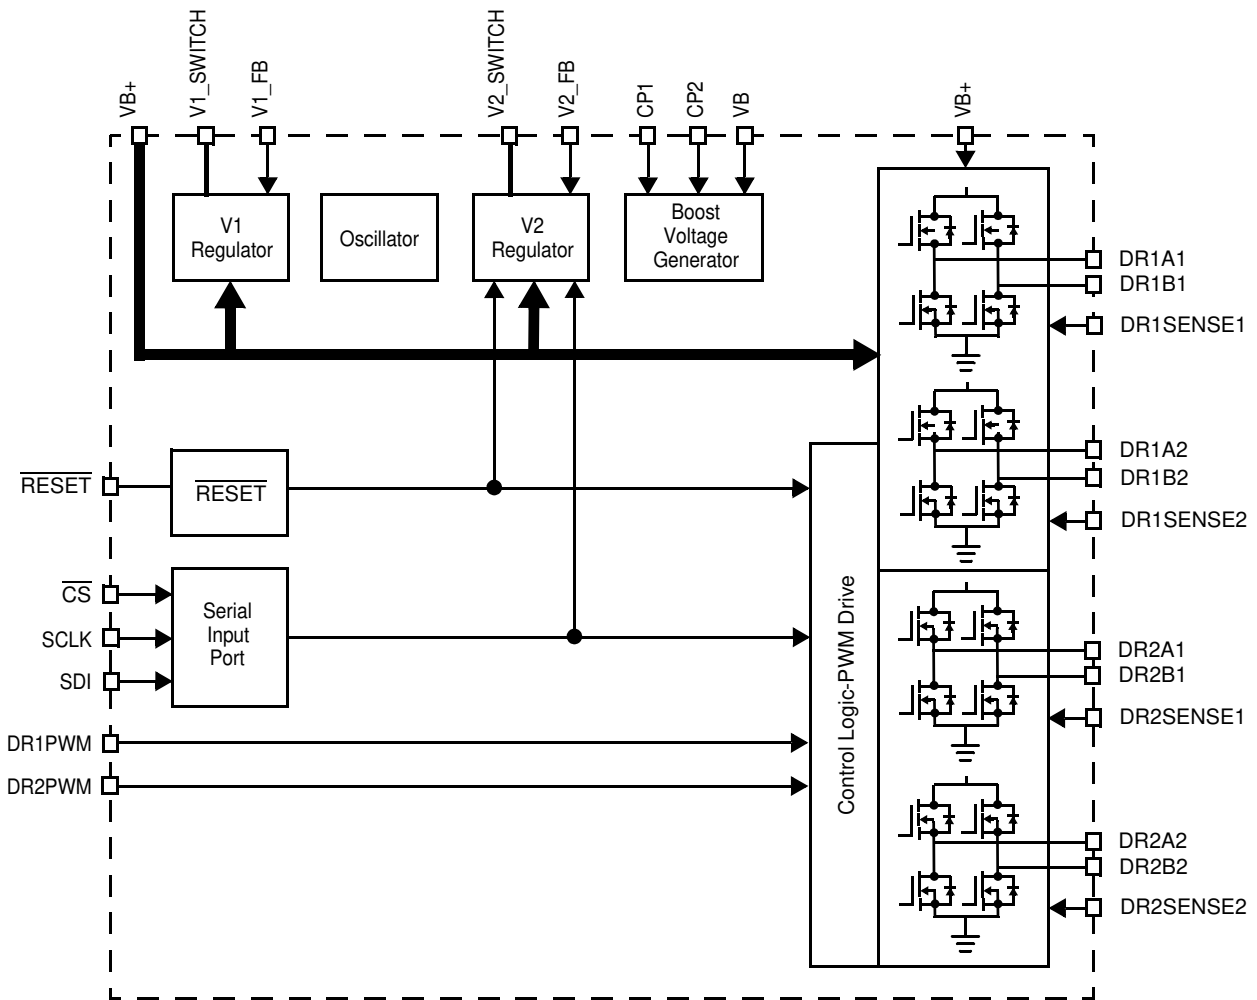 VB+
V1_SWITCH
V1_FB
V2_SWITCH
V2_FB
CP1
CP2
VB
VB+
V1
Regulator
Oscillator
V2
Regulator
Boost
Voltage
Generator
DR1A1
DR1B1
DR1SENSE1
DR1A2
DR1B2
DR1SENSE2
RESET
RESET
CS
SCLK
SDI
Serial
Input
Port
DR1PWM
DR2PWM
Control Logic-PWM Drive
DR2A1
DR2B1
DR2SENSE1
DR2A2
DR2B2
DR2SENSE2